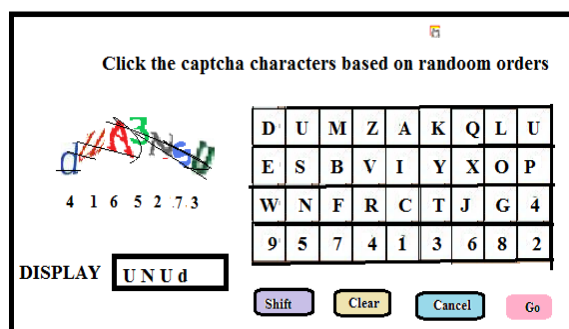 Click the captcha characters based on randoom orders
dUA3NSU
4 1 6 5 2 .7.3
D U M Z A K Q L U
E S B V I Y X O P
W N F R C T J G 4
9 5 7 4 1 3 6 8 2
DISPLAY U N U d
Shift Clear Cancel Go